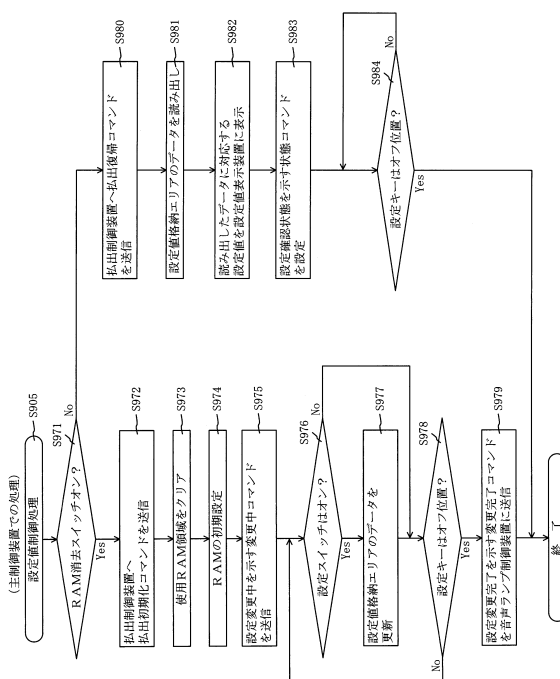 (主制御装置での処理)
設定値制御処理
S905
RAM消去スイッチオン?
S971
No
Yes
払出制御装置へ
払出初期化コマンドを送信
S972
使用RAM領域をクリア
S973
RAMの初期設定
S974
設定変更中を示す変更中コマンド
を送信
S975
設定スイッチはオン?
S976
No
Yes
設定値格納エリアのデータを
更新
S977
設定キーはオフ位置?
S978
No
Yes
設定変更完了を示す変更完了コマンド
を音声ランプ制御装置に送信
S979
払出制御装置へ払出復帰コマンド
を送信
S980
設定値格納エリアのデータを読み出し
S981
読み出したデータに対応する
設定値を設定値表示装置に表示
S982
設定確認状態を示す状態コマンド
を設定
S983
設定キーはオフ位置?
S984
No
Yes
終 了